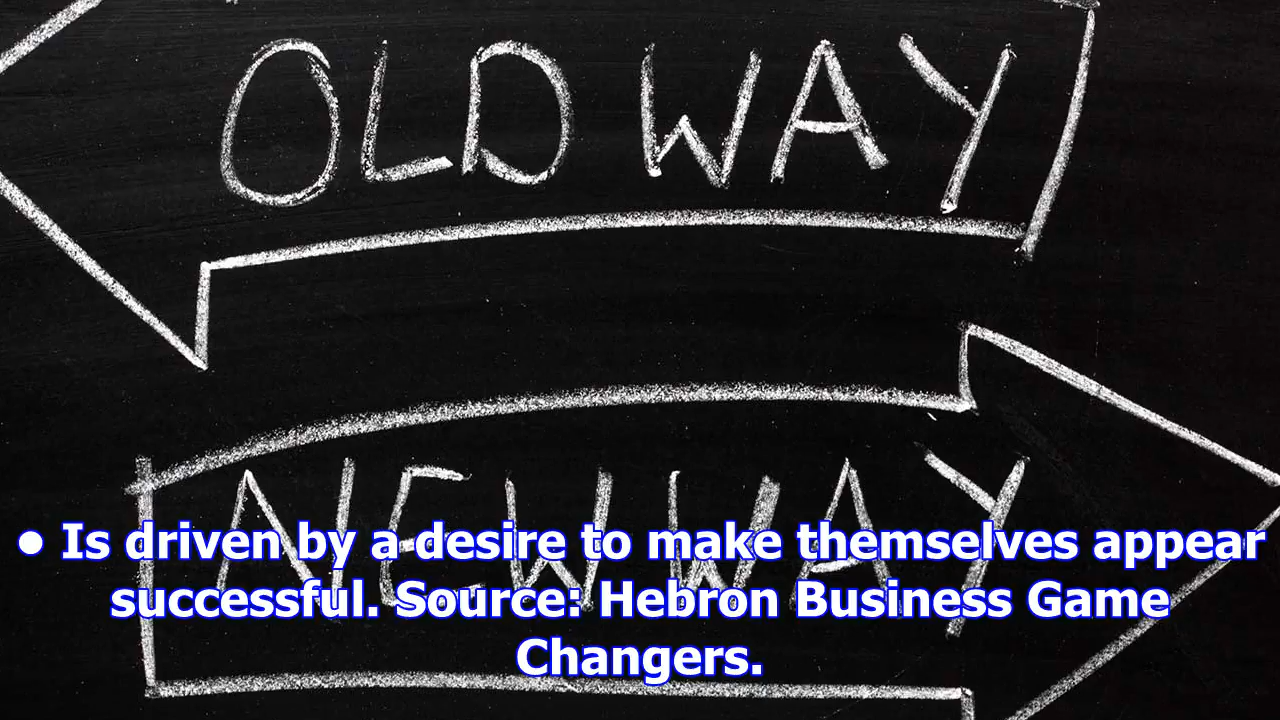 OLD WAY
NEW WAY
• Is driven by a desire to make themselves appear
successful. Source: Hebron Business Game
Changers.